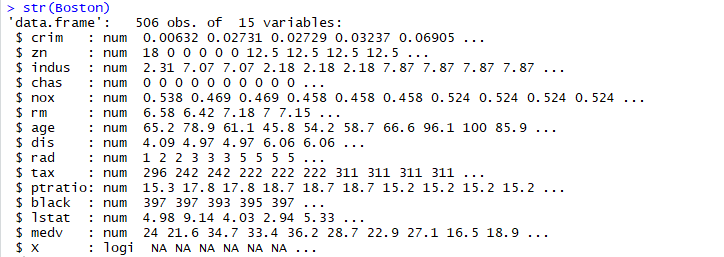 > str(Boston)
'data.frame':   506 obs. of  15 variables:
 $ crim   : num  0.00632 0.02731 0.02729 0.03237 0.06905 ...
 $ zn     : num  18 0 0 0 0 0 12.5 12.5 12.5 12.5 ...
 $ indus  : num  2.31 7.07 7.07 2.18 2.18 2.18 7.87 7.87 7.87 7.87 ...
 $ chas   : num  0 0 0 0 0 0 0 0 0 0 ...
 $ nox    : num  0.538 0.469 0.469 0.458 0.458 0.458 0.524 0.524 0.524 0.524 ...
 $ rm     : num  6.58 6.42 7.18 7 7.15 ...
 $ age    : num  65.2 78.9 61.1 45.8 54.2 58.7 66.6 96.1 100 85.9 ...
 $ dis    : num  4.09 4.97 4.97 6.06 6.06 ...
 $ rad    : num  1 2 2 3 3 3 5 5 5 5 ...
 $ tax    : num  296 242 242 222 222 222 311 311 311 311 ...
 $ ptratio: num  15.3 17.8 17.8 18.7 18.7 18.7 15.2 15.2 15.2 15.2 ...
 $ black  : num  397 397 393 395 397 ...
 $ lstat  : num  4.98 9.14 4.03 2.94 5.33 ...
 $ medv   : num  24 21.6 34.7 33.4 36.2 28.7 22.9 27.1 16.5 18.9 ...
 $ X      : logi  NA NA NA NA NA NA ...